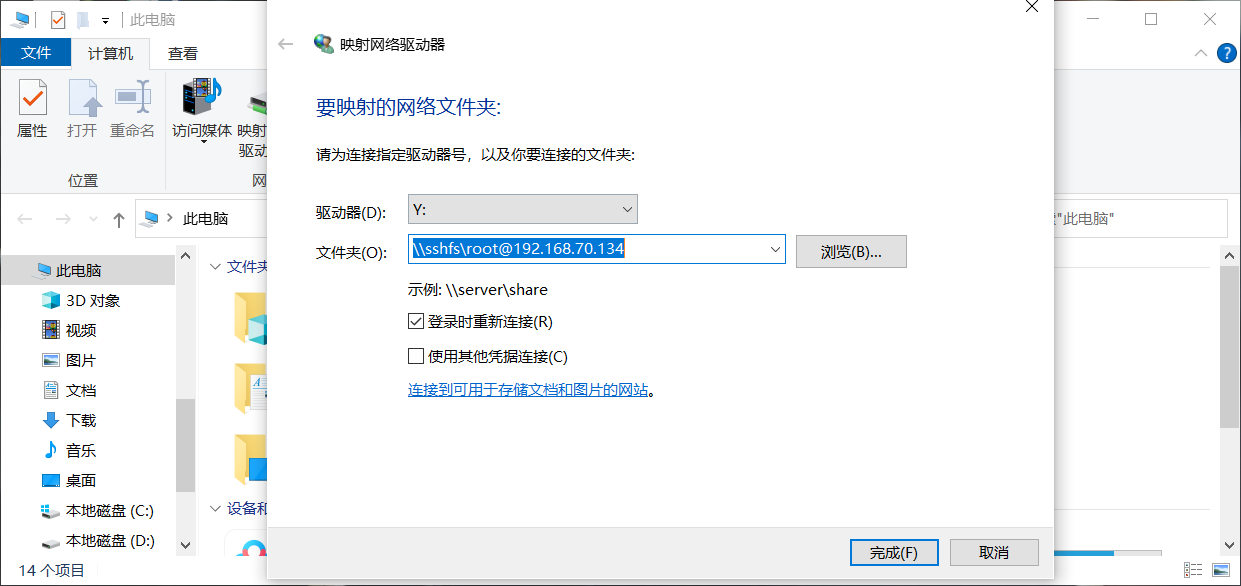 此电脑
文件 计算机 查看
属性 打开 重命名 访问媒体 映射
驱动
位置 网
此电脑 "此电脑"
此电脑
3D 对象
视频
图片
文档
下载
音乐
桌面
本地磁盘 (C:)
本地磁盘 (D:)
文件夹
设备和
14 个项目
映射网络驱动器
要映射的网络文件夹:
请为连接指定驱动器号，以及你要连接的文件夹:
驱动器(D): Y:
文件夹(O): \\sshfs\root@192.168.70.134 浏览(B)...
示例: \\server\share
登录时重新连接(R)
使用其他凭据连接(C)
连接到可用于存储文档和图片的网站。
完成(F) 取消